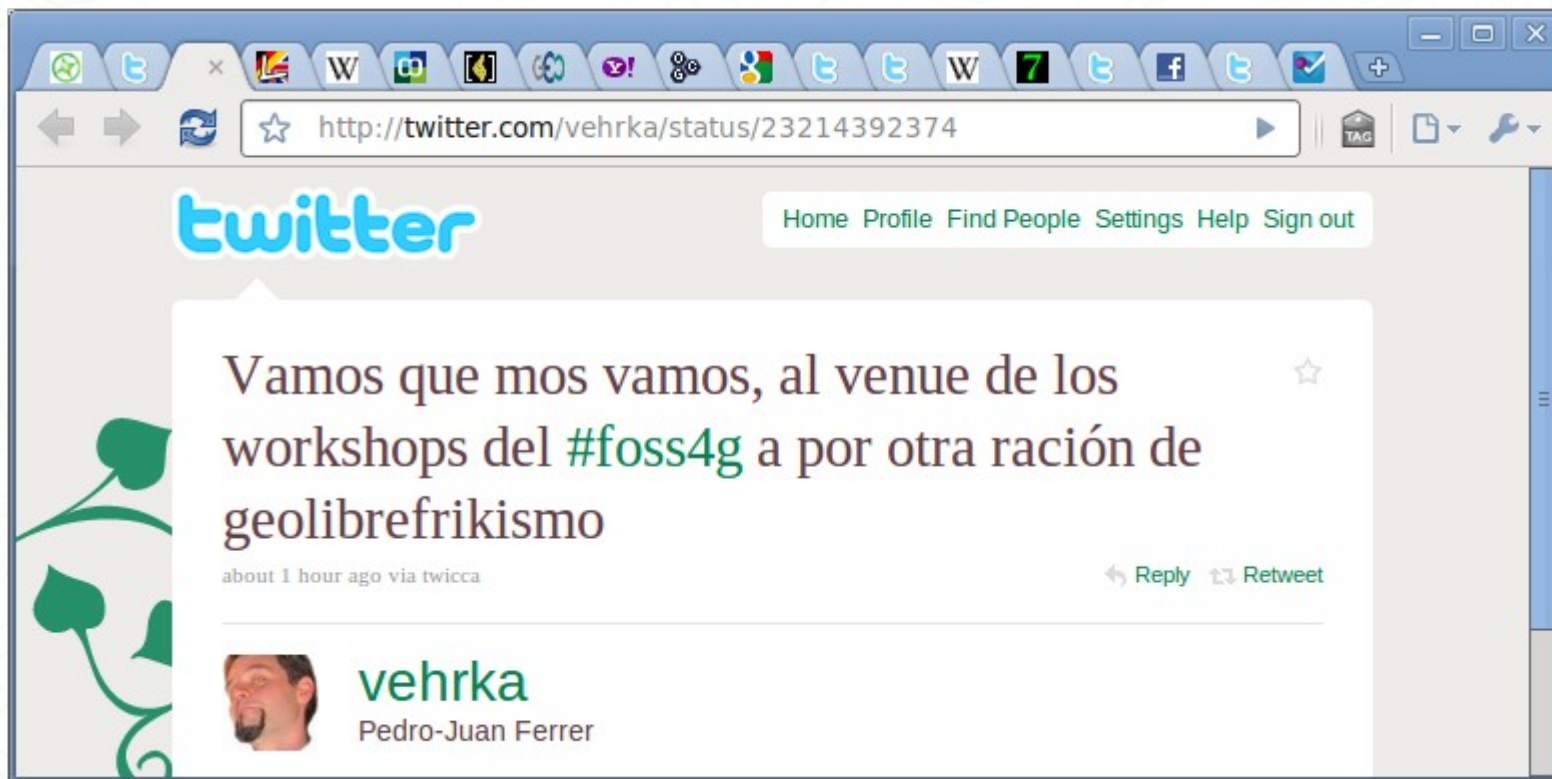 http://twitter.com/vehrka/status/23214392374
TAG
twitter
Home Profile Find People Settings Help Sign out
Vamos que mos vamos, al venue de los
workshops del #foss4g a por otra ración de
geolibrefrikismo
about 1 hour ago via twicca
Reply Retweet
vehrka
Pedro-Juan Ferrer